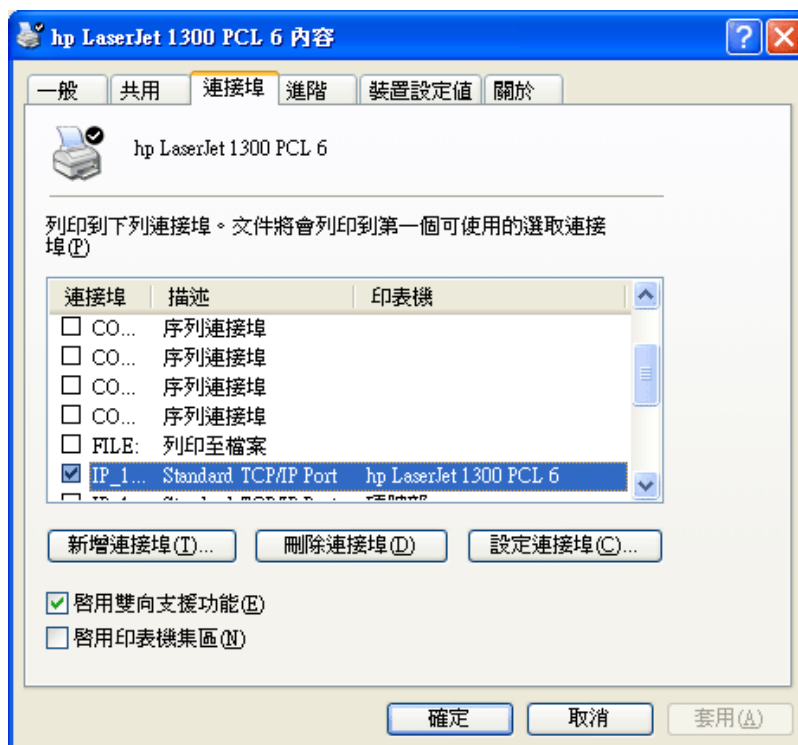 hp LaserJet 1300 PCL 6 內容
一般 共用 連接埠 進階 裝置設定值 關於
hp LaserJet 1300 PCL 6
列印到下列連接埠。文件將會列印到第一個可使用的選取連接
埠(P)
連接埠 描述 印表機
CO... 序列連接埠
CO... 序列連接埠
CO... 序列連接埠
CO... 序列連接埠
FILE: 列印至檔案
IP_1... Standard TCP/IP Port hp LaserJet 1300 PCL 6
新增連接埠(T)... 刪除連接埠(D) 設定連接埠(C)...
啓用雙向支援功能(E)
啓用印表機集區(N)
確定 取消 套用(A)